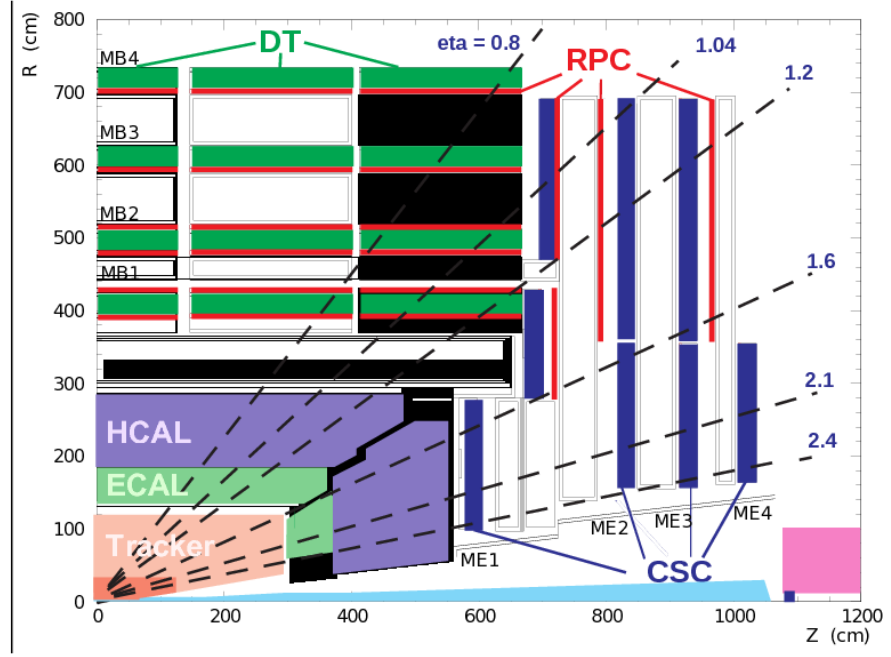 800
R (cm)
700
600
500
400
300
200
100
0
MB4
DT
eta = 0.8
RPC
1.04
1.2
MB3
MB2
MB1
1.6
HCAL
2.1
ECAL
2.4
Tracker
ME1
ME2
ME3
ME4
CSC
0
200
400
600
800
1000
1200
Z (cm)